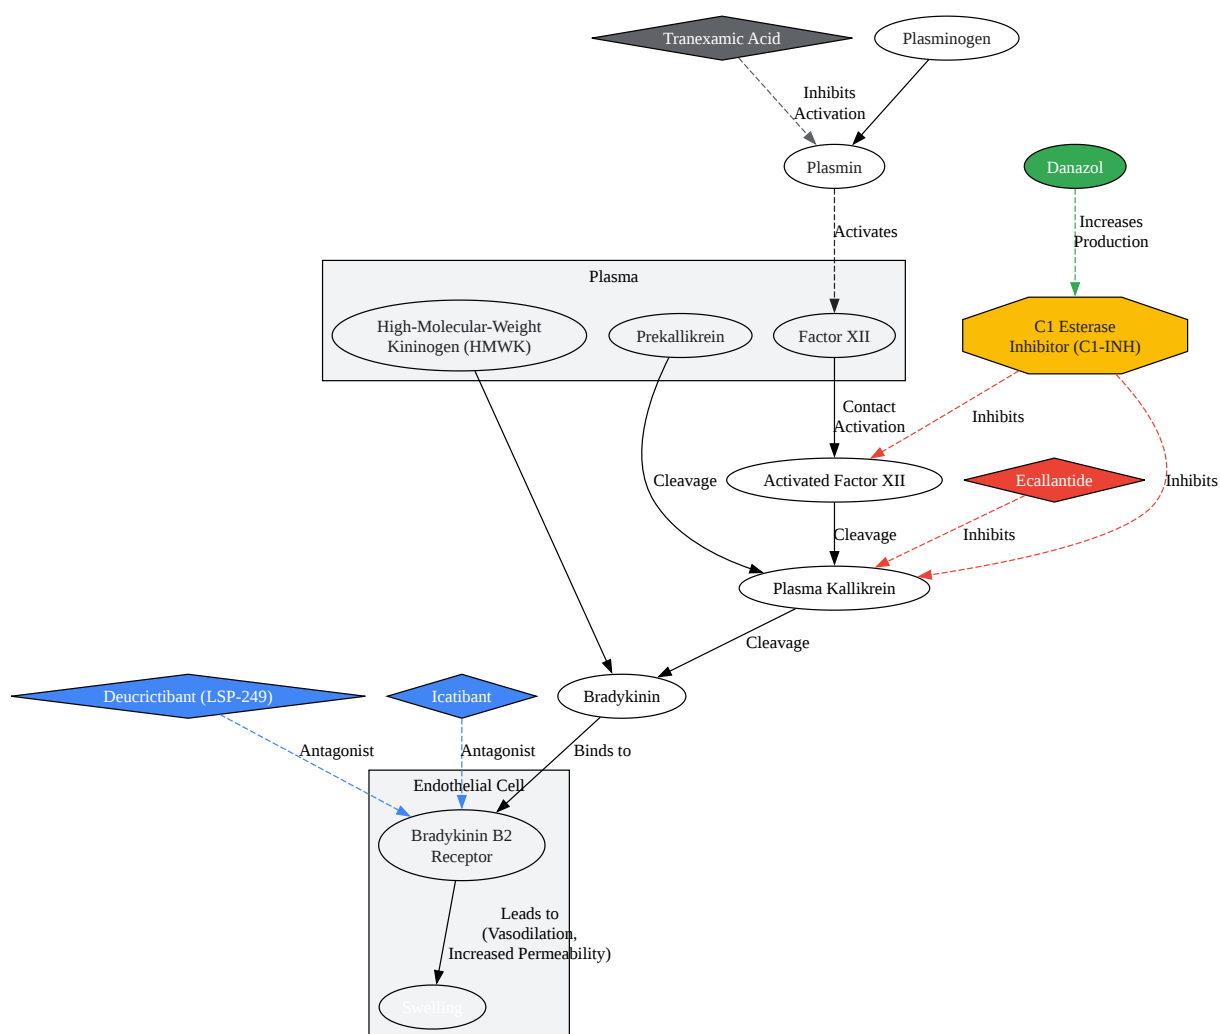 Tranexamic Acid
Plasminogen
Inhibits
Activation
Plasmin
Danazol
Activates
Increases
Production
Plasma
High-Molecular-Weight
Kininogen (HMWK)
Prekallikrein
Factor XII
C1 Esterase
Inhibitor (C1-INH)
Contact
Activation
Inhibits
Cleavage
Activated Factor XII
Ecallantide
Inhibits
Cleavage
Inhibits
Plasma Kallikrein
Cleavage
Deucrictibant (LSP-249)
Icatibant
Bradykinin
Antagonist
Antagonist
Binds to
Endothelial Cell
Bradykinin B2
Receptor
Leads to
(Vasodilation,
Increased Permeability)
Swelling